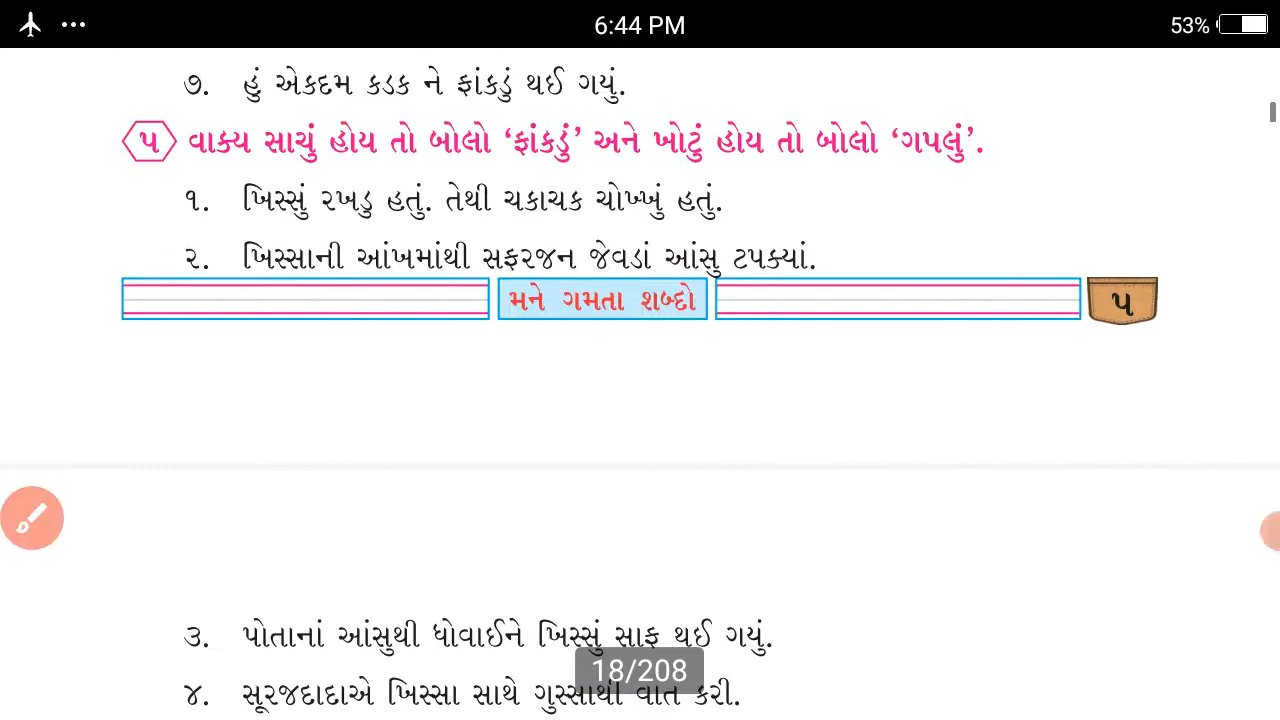 6:44 PM
53%
૭. હું એકદમ કડક ને ફાંકડું થઈ ગયું.
૫ વાક્ય સાચું હોય તો બોલો ‘ફાંકડું’ અને ખોટું હોય તો બોલો ‘ગપલું’.
૧. ખિસ્સું રખડુ હતું. તેથી ચકાચક ચોખ્ખું હતું.
૨. ખિસ્સાની આંખમાંથી સફરજન જેવડાં આંસુ ટપક્યાં.
મને ગમતા શબ્દો
૫
૩. પોતાનાં આંસુથી ધોવાઈને ખિસ્સું સાફ થઈ ગયું.
18/208
૪. સૂરજદાદાએ ખિસ્સા સાથે ગુસ્સાથી વાત કરી.